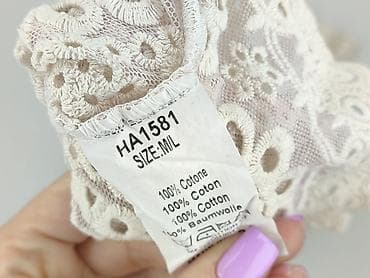 HA1581
SIZE:M/L
100% Cotone
100% Coton
100% Cotton
100% Baumwolle